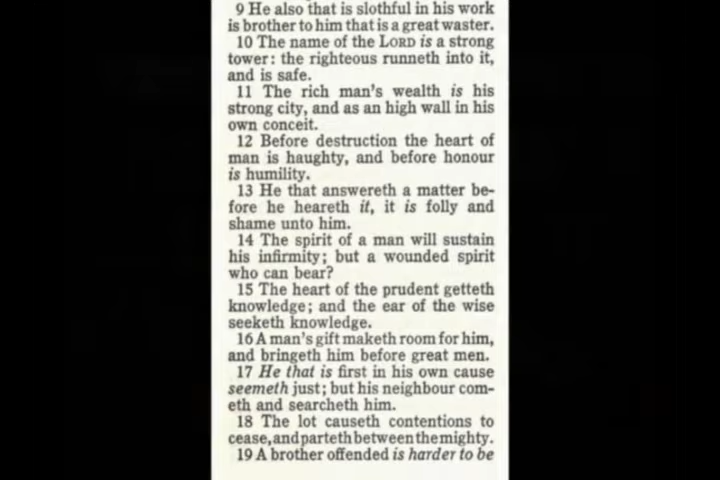 9 He also that is slothful in his work
is brother to him that is a great waster.
10 The name of the LORD is a strong
tower: the righteous runneth into it,
and is safe.
11 The rich man's wealth is his
strong city, and as an high wall in his
own conceit.
12 Before destruction the heart of
man is haughty, and before honour
is humility.
13 He that answereth a matter be-
fore he heareth it, it is folly and
shame unto him.
14 The spirit of a man will sustain
his infirmity; but a wounded spirit
who can bear?
15 The heart of the prudent getteth
knowledge; and the ear of the wise
seeketh knowledge.
16 A man's gift maketh room for him,
and bringeth him before great men.
17 He that is first in his own cause
seemeth just; but his neighbour com-
eth and searcheth him.
18 The lot causeth contentions to
cease, and parteth between the mighty.
19 A brother offended is harder to be